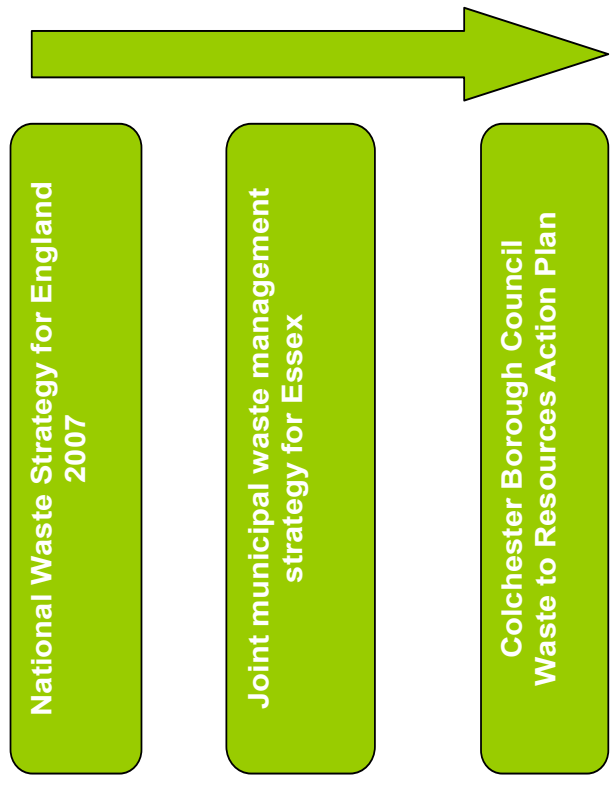 National Waste Strategy for England
2007
Joint municipal waste management
strategy for Essex
Colchester Borough Council
Waste to Resources Action Plan